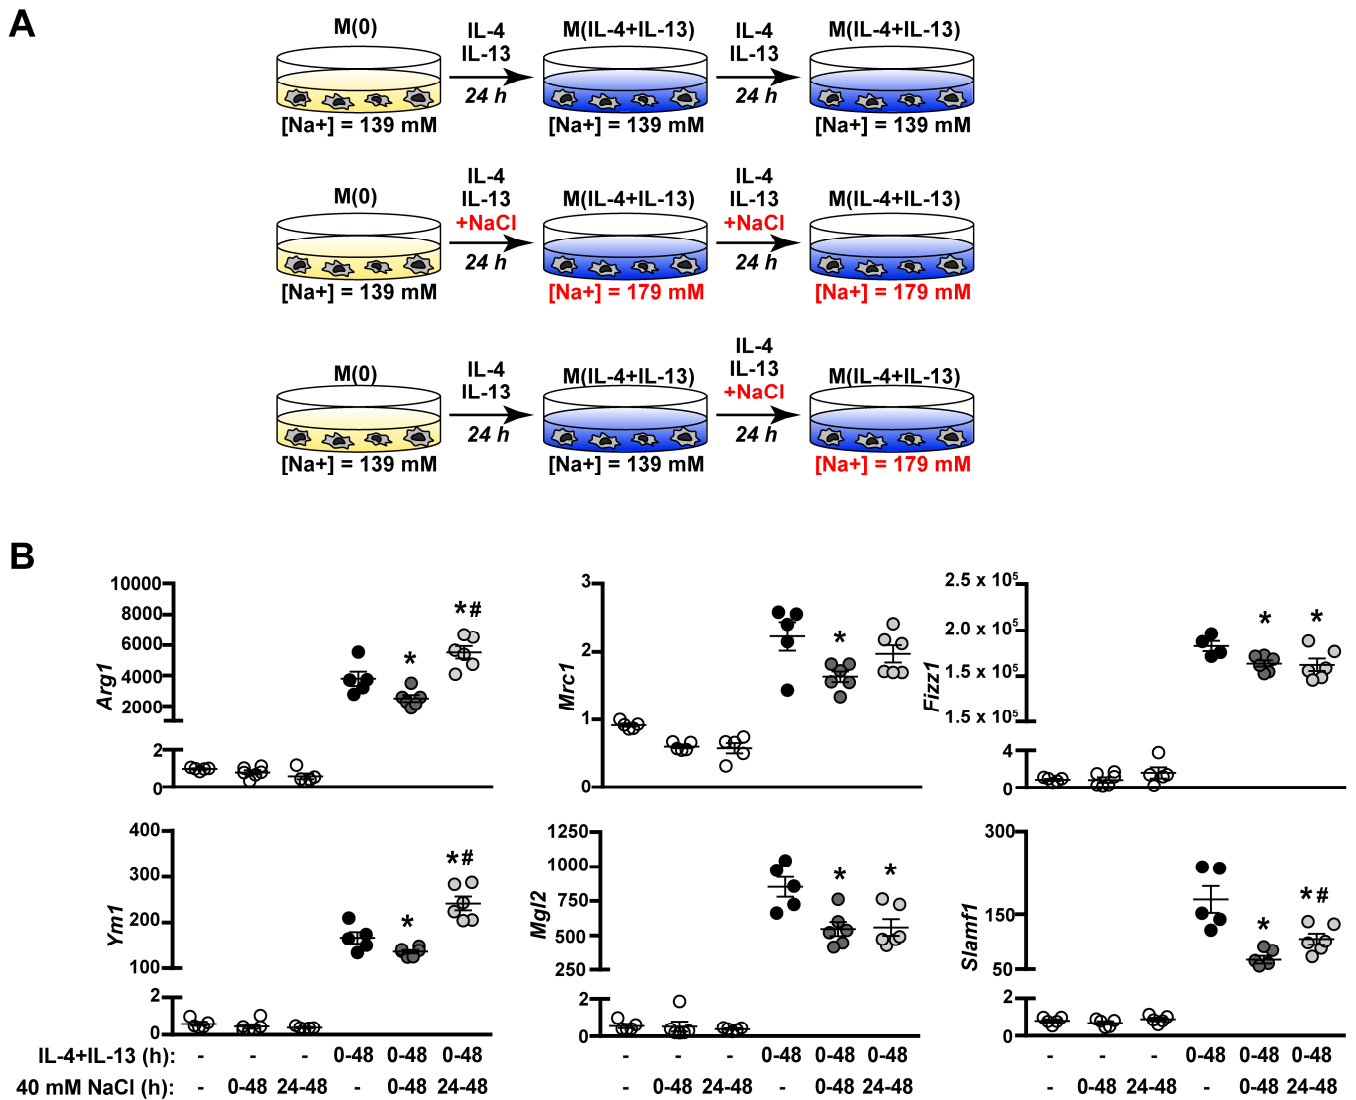 A
M(0)
IL-4
IL-13
24 h
M(IL-4+IL-13)
IL-4
IL-13
24 h
M(IL-4+IL-13)
[Na+] = 139 mM
[Na+] = 139 mM
[Na+] = 139 mM
M(0)
IL-4
IL-13
+NaCl
24 h
M(IL-4+IL-13)
IL-4
IL-13
+NaCl
24 h
M(IL-4+IL-13)
[Na+] = 139 mM
[Na+] = 179 mM
[Na+] = 179 mM
M(0)
IL-4
IL-13
24 h
M(IL-4+IL-13)
IL-4
IL-13
+NaCl
24 h
M(IL-4+IL-13)
[Na+] = 139 mM
[Na+] = 139 mM
[Na+] = 179 mM
B
Arg1
10000
8000
6000
4000
2000
2
0
*
*#
Mrc1
3
2
1
0
*
Fizz1
2.5 x 10⁵
2.0 x 10⁵
1.5 x 10⁵
1.5 x 10⁵
4
0
*
*
Ym1
400
300
200
100
2
0
*
*#
Mgl2
1250
1000
750
500
250
2
0
*
*
Slamf1
300
150
50
2
0
*
*#
IL-4+IL-13 (h): - - - 0-48 0-48 0-48 - - - 0-48 0-48 0-48 - - - 0-48 0-48 0-48
40 mM NaCl (h): - 0-48 24-48 - 0-48 24-48 - 0-48 24-48 - 0-48 24-48 - 0-48 24-48 - 0-48 24-48